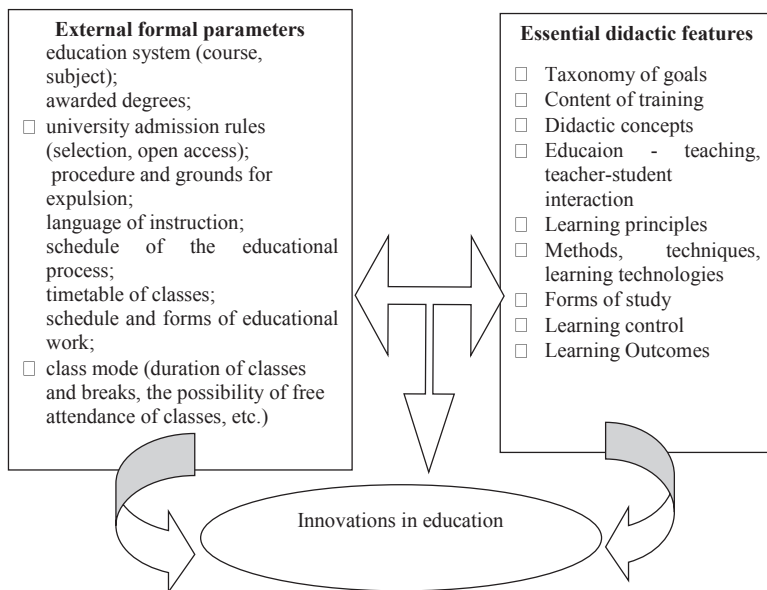 External formal parameters
education system (course,
subject);
awarded degrees;
□ university admission rules
(selection, open access);
procedure and grounds for
expulsion;
language of instruction;
schedule of the educational
process;
timetable of classes;
schedule and forms of educational
work;
□ class mode (duration of classes
and breaks, the possibility of free
attendance of classes, etc.)
Essential didactic features
□ Taxonomy of goals
□ Content of training
□ Didactic concepts
□ Educaion - teaching,
teacher-student
interaction
□ Learning principles
□ Methods, techniques,
learning technologies
□ Forms of study
□ Learning control
□ Learning Outcomes
Innovations in education